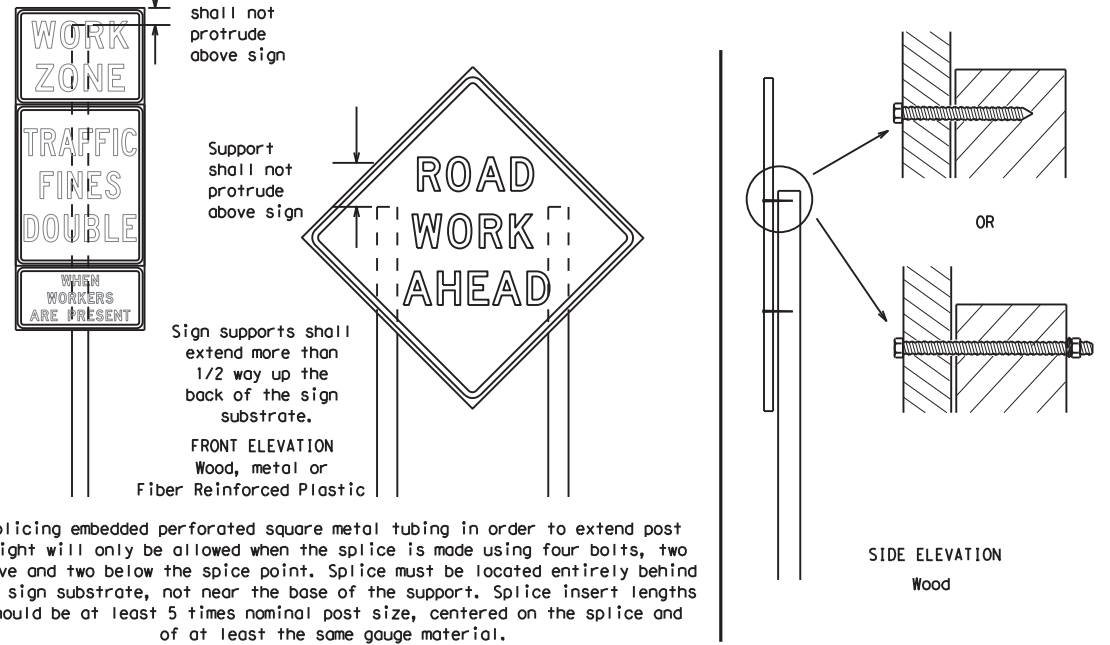 shall not
protrude
above sign
WORK
ZONE
TRAFFIC
FINES
DOUBLE
WHEN
WORKERS
ARE PRESENT
Support
shall not
protrude
above sign
ROAD
WORK
AHEAD
Sign supports shall
extend more than
1/2 way up the
back of the sign
substrate.
FRONT ELEVATION
Wood, metal or
Fiber Reinforced Plastic
OR
SIDE ELEVATION
Wood
plicing embedded perforated square metal tubing in order to extend post
ight will only be allowed when the splice is made using four bolts, two
ve and two below the spice point. Splice must be located entirely behind
sign substrate, not near the base of the support. Splice insert lengths
ould be at least 5 times nominal post size, centered on the splice and
of at least the same gauge material.